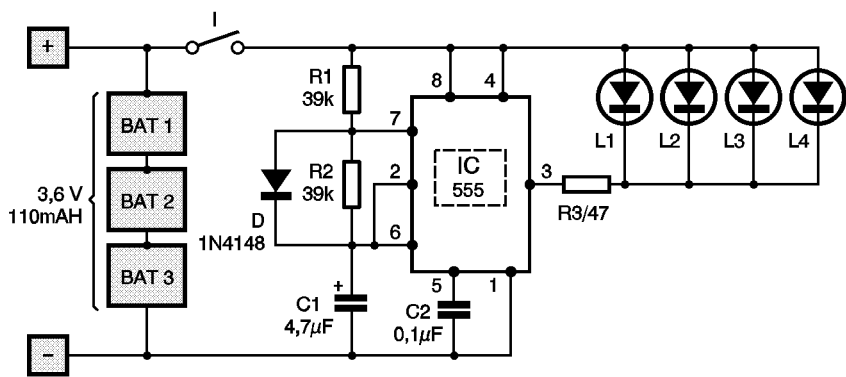 +
I
R1
39k
8
4
7
BAT 1
L1
L2
L3
L4
R2
39k
2
IC
555
3
3,6 V
110mAH
BAT 2
D
1N4148
6
R3/47
BAT 3
+
C1
4,7µF
5
1
C2
0,1µF
-